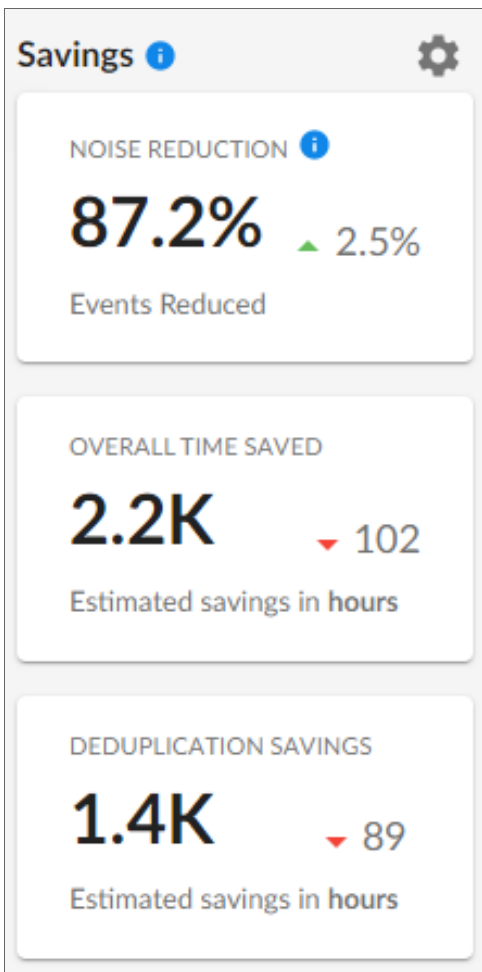 Savings
NOISE REDUCTION
87.2% 2.5%
Events Reduced
OVERALL TIME SAVED
2.2K 102
Estimated savings in hours
DEDUPLICATION SAVINGS
1.4K 89
Estimated savings in hours